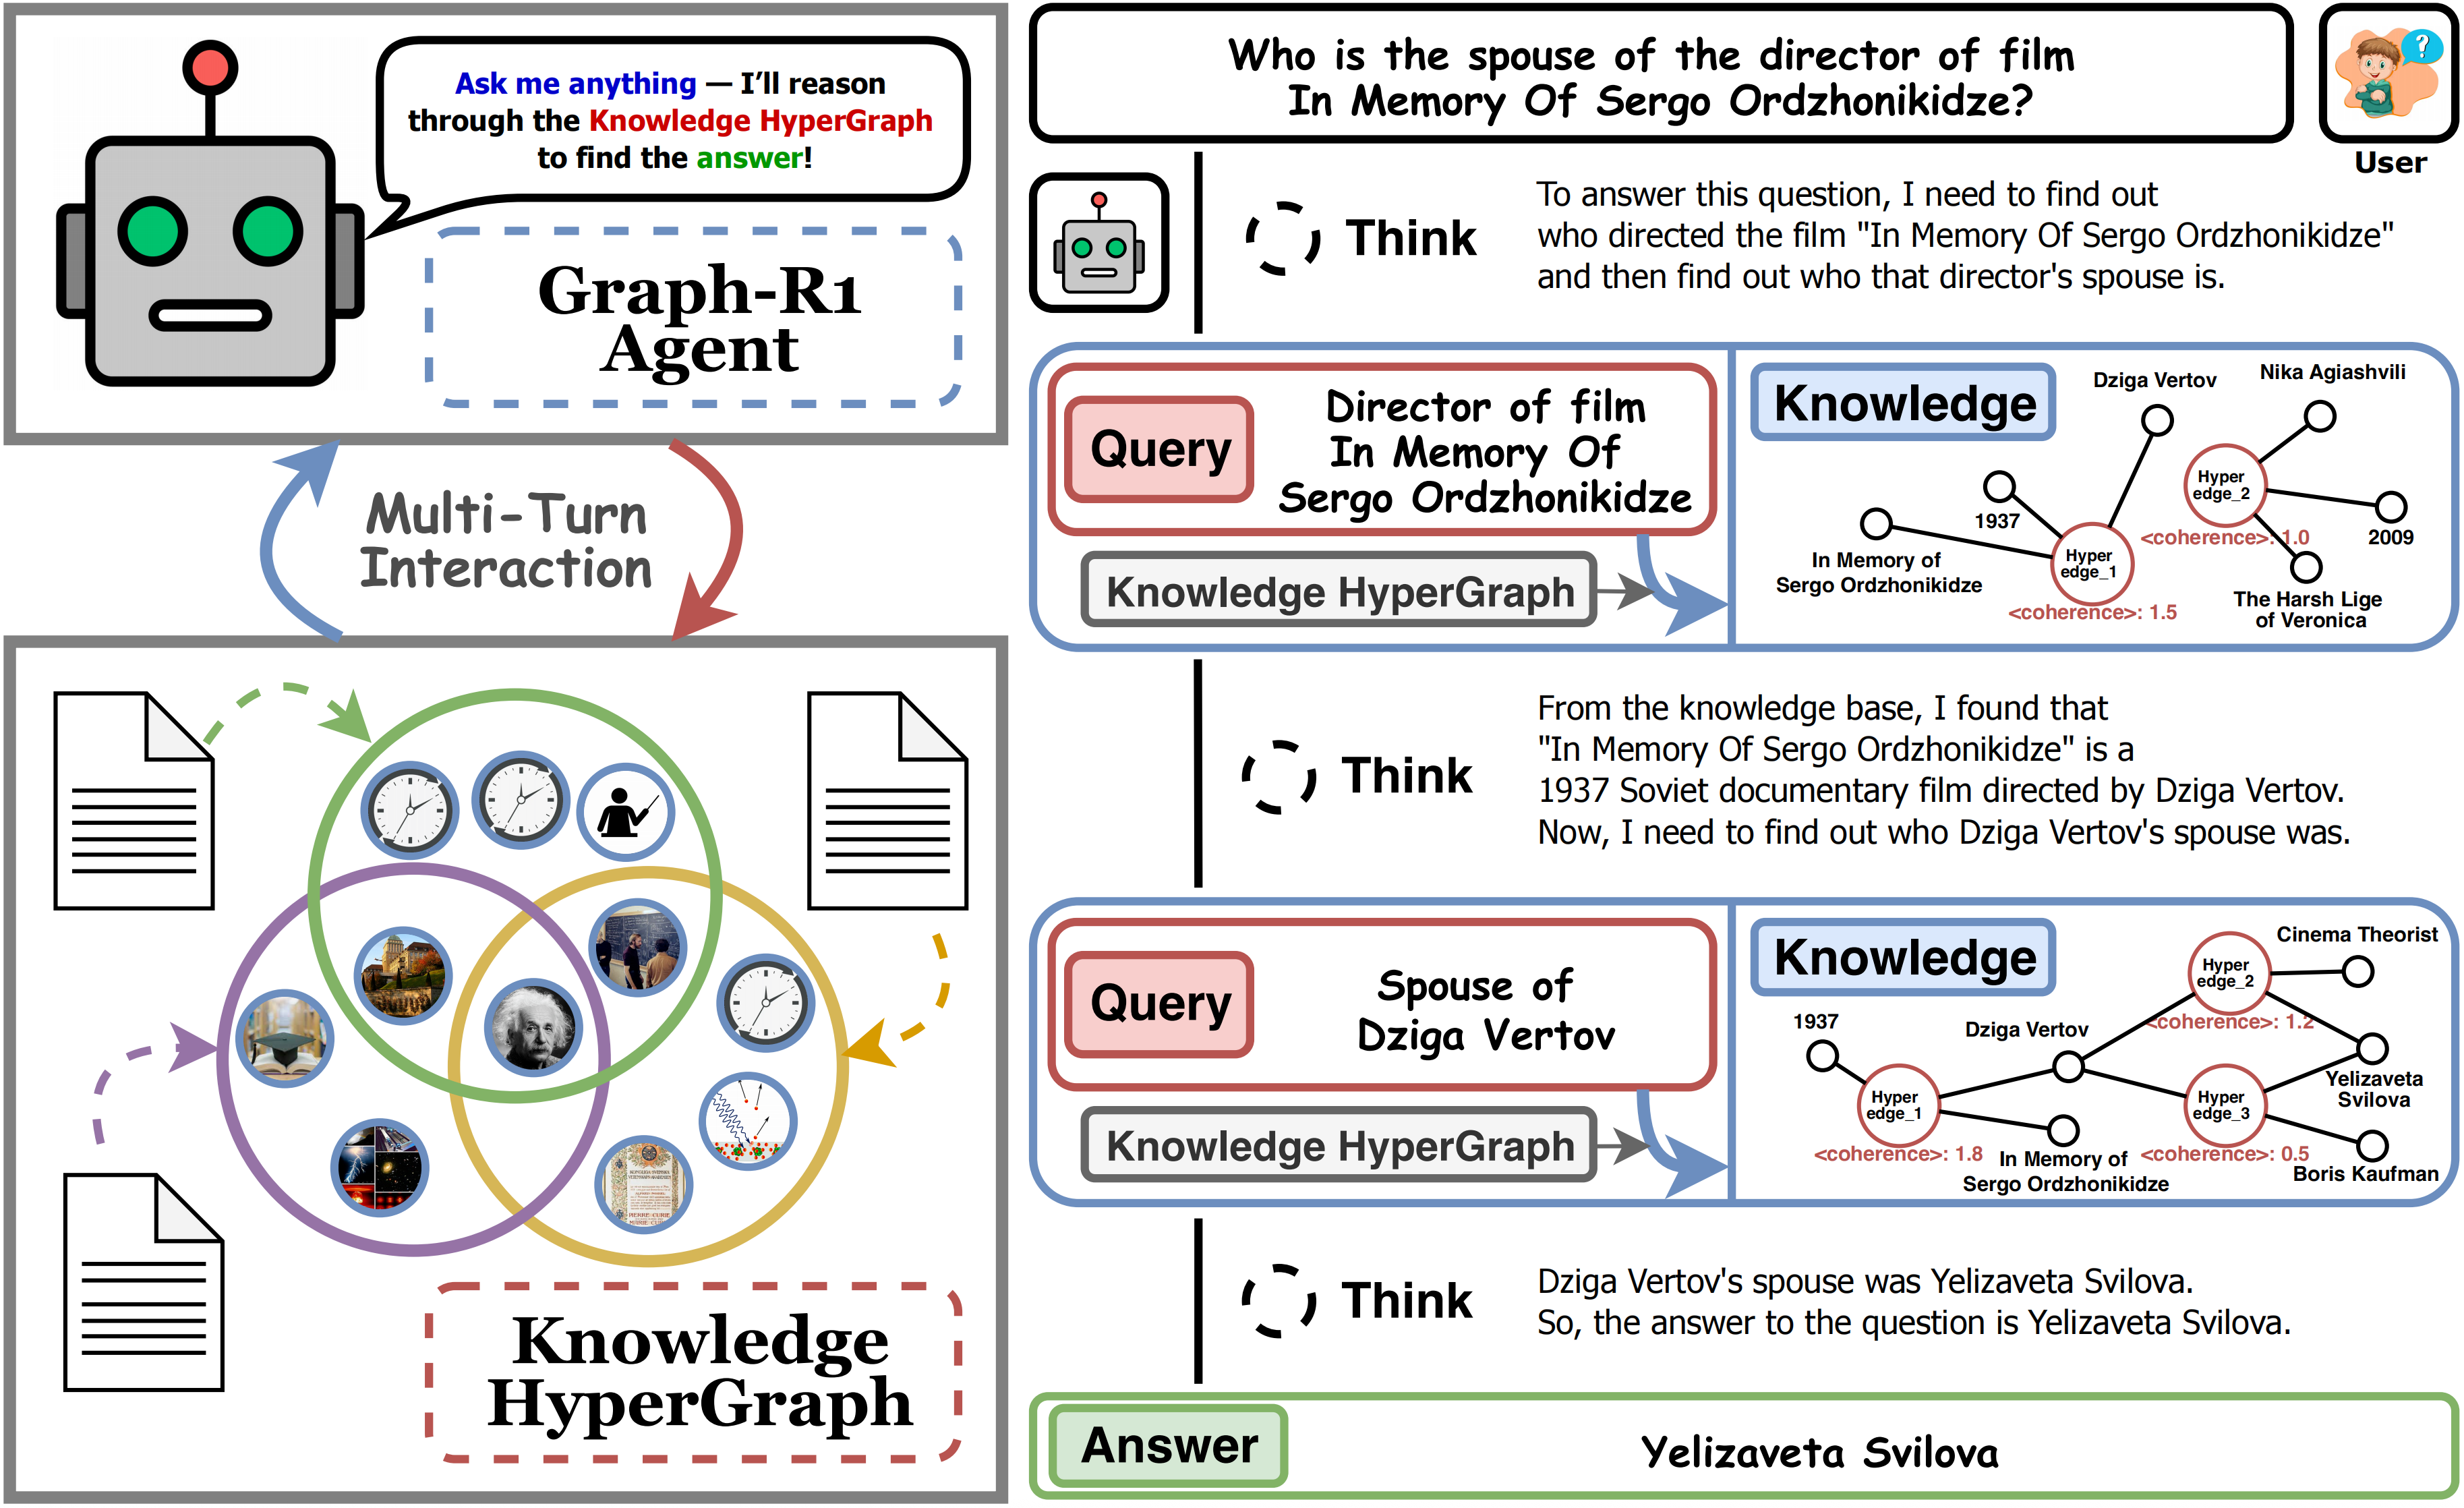 Ask me anything — I'll reason
through the Knowledge HyperGraph
to find the answer!
Graph-R1
Agent
Multi-Turn
Interaction
Knowledge
HyperGraph
Who is the spouse of the director of film
In Memory Of Sergo Ordzhonikidze?
?
User
Think
To answer this question, I need to find out
who directed the film "In Memory Of Sergo Ordzhonikidze"
and then find out who that director's spouse is.
Query
Director of film
In Memory Of
Sergo Ordzhonikidze
Knowledge HyperGraph
Knowledge
Dziga Vertov
Nika Agiashvili
Hyper
edge_2
1937
<coherence>: 1.0
2009
In Memory of
Sergo Ordzhonikidze
Hyper
edge_1
<coherence>: 1.5
The Harsh Lige
of Veronica
Think
From the knowledge base, I found that
"In Memory Of Sergo Ordzhonikidze" is a
1937 Soviet documentary film directed by Dziga Vertov.
Now, I need to find out who Dziga Vertov's spouse was.
Query
Spouse of
Dziga Vertov
Knowledge HyperGraph
Knowledge
Cinema Theorist
Hyper
edge_2
<coherence>: 1.2
1937
Dziga Vertov
Yelizaveta
Svilova
Hyper
edge_1
Hyper
edge_3
<coherence>: 1.8
In Memory of
Sergo Ordzhonikidze
<coherence>: 0.5
Boris Kaufman
Think
Dziga Vertov's spouse was Yelizaveta Svilova.
So, the answer to the question is Yelizaveta Svilova.
Answer
Yelizaveta Svilova
PIERRE CURIE